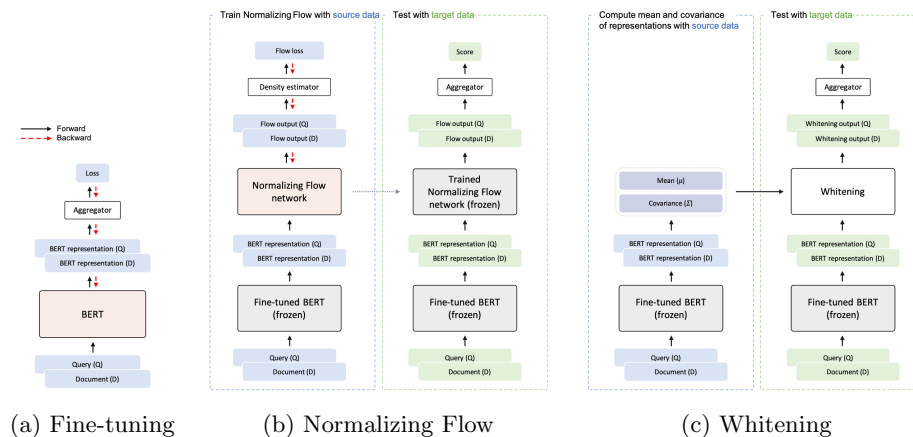 Forward
Backward
Loss
Aggregator
BERT representation (Q)
BERT representation (D)
BERT
Query (Q)
Document (D)
(a) Fine-tuning
Train Normalizing Flow with source data
Flow loss
Density estimator
Flow output (Q)
Flow output (D)
Normalizing Flow
network
BERT representation (Q)
BERT representation (D)
Fine-tuned BERT
(frozen)
Query (Q)
Document (D)
Test with target data
Score
Aggregator
Flow output (Q)
Flow output (D)
Trained
Normalizing Flow
network (frozen)
BERT representation (Q)
BERT representation (D)
Fine-tuned BERT
(frozen)
Query (Q)
Document (D)
(b) Normalizing Flow
Compute mean and covariance
of representations with source data
Mean (μ)
Covariance (Σ)
BERT representation (Q)
BERT representation (D)
Fine-tuned BERT
(frozen)
Query (Q)
Document (D)
Test with target data
Score
Aggregator
Whitening output (Q)
Whitening output (D)
Whitening
BERT representation (Q)
BERT representation (D)
Fine-tuned BERT
(frozen)
Query (Q)
Document (D)
(c) Whitening